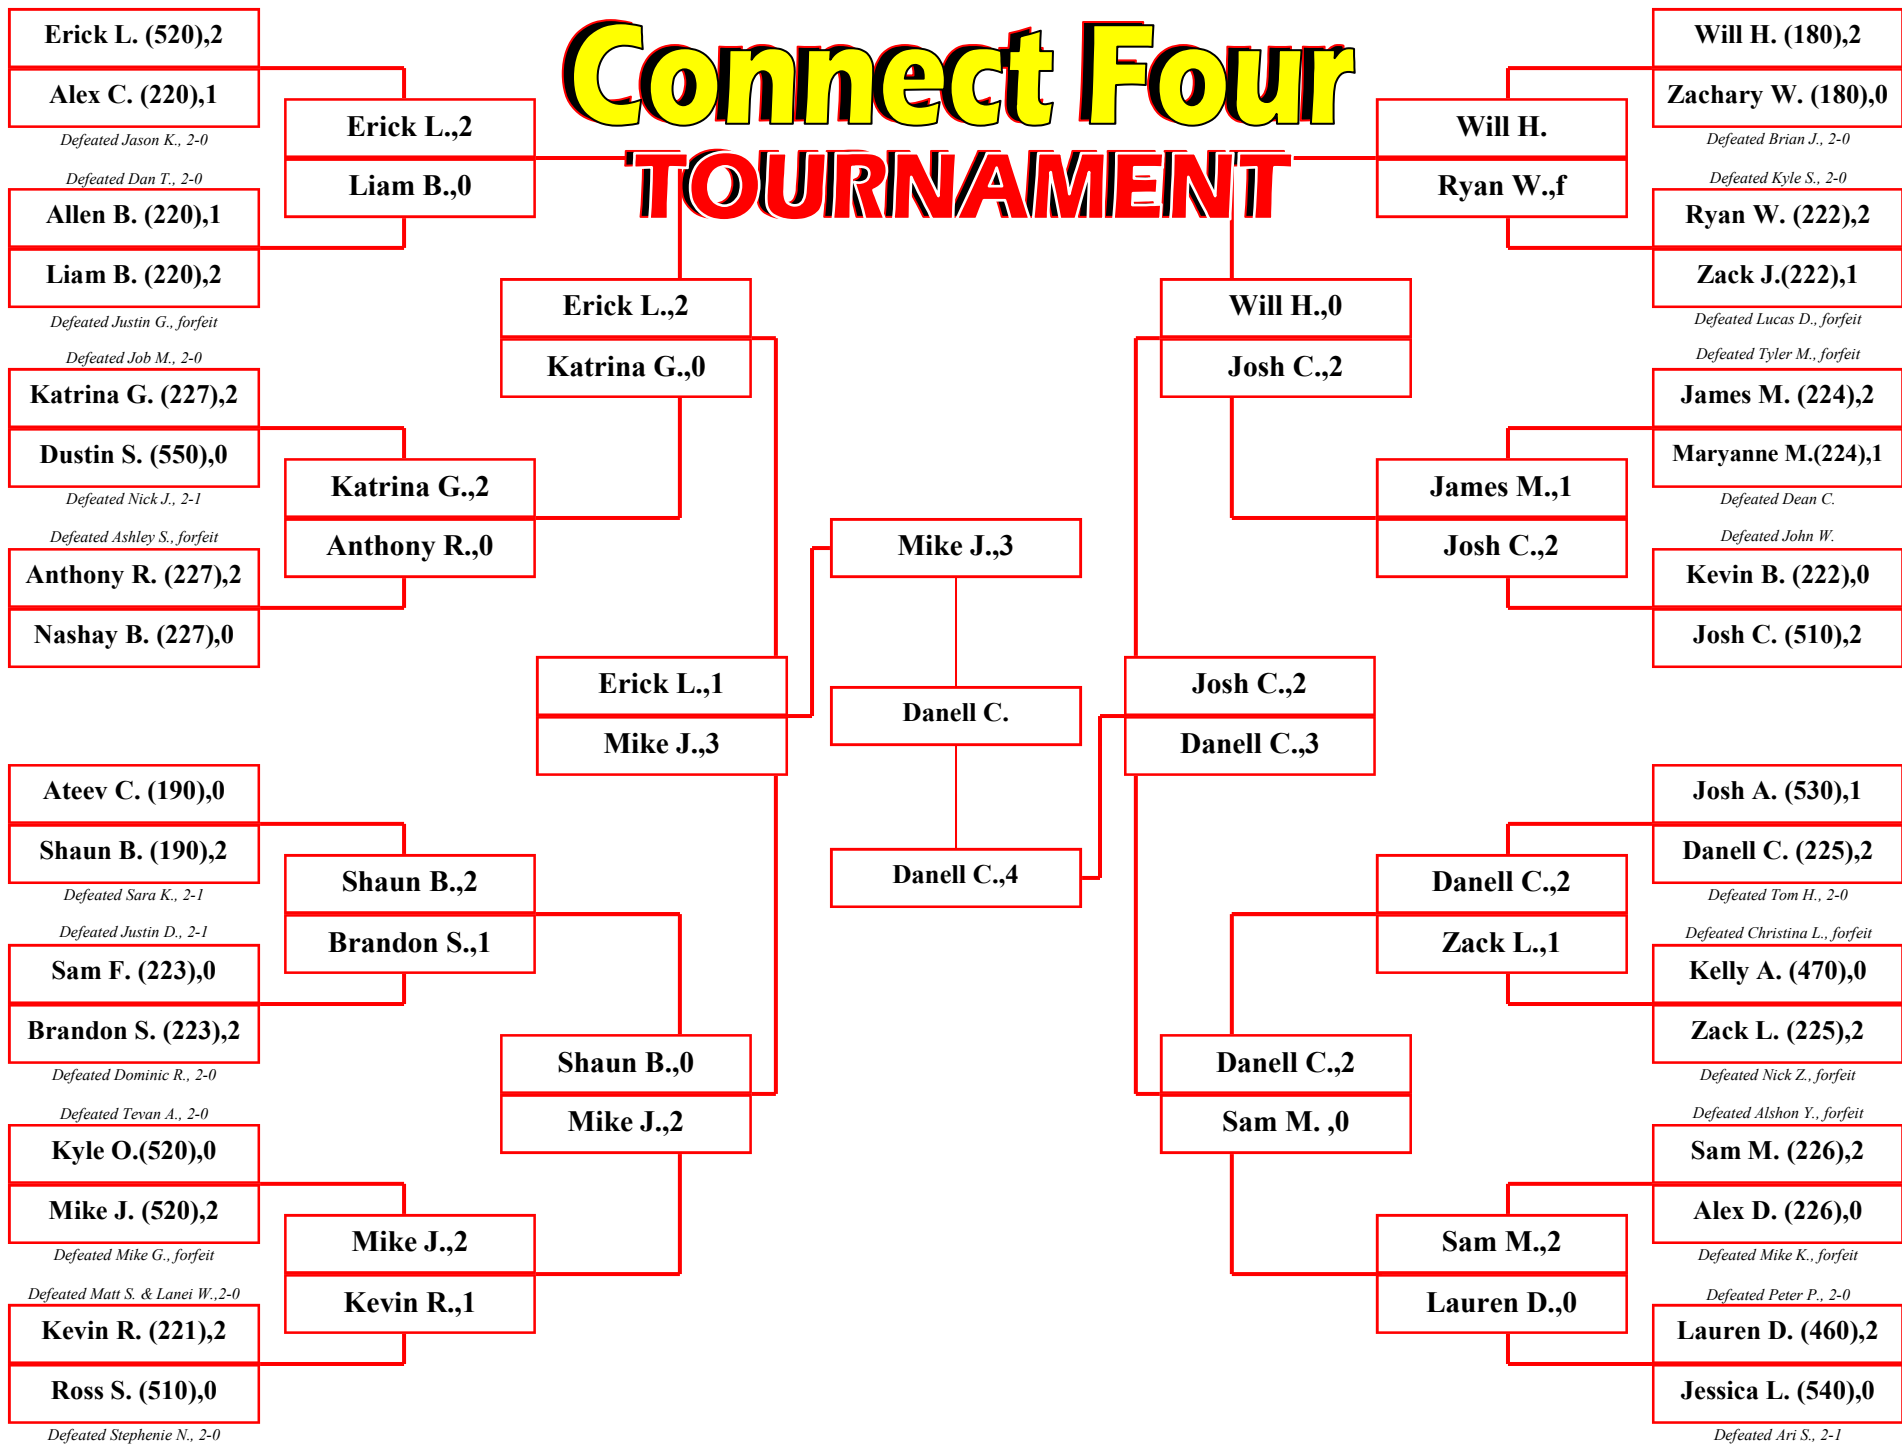 Connect Four
TOURNAMENT
Erick L. (520),2
Alex C. (220),1
Defeated Jason K., 2-0
Defeated Dan T., 2-0
Allen B. (220),1
Liam B. (220),2
Defeated Justin G., forfeit
Defeated Job M., 2-0
Katrina G. (227),2
Dustin S. (550),0
Defeated Nick J., 2-1
Defeated Ashley S., forfeit
Anthony R. (227),2
Nashay B. (227),0
Ateev C. (190),0
Shaun B. (190),2
Defeated Sara K., 2-1
Defeated Justin D., 2-1
Sam F. (223),0
Brandon S. (223),2
Defeated Dominic R., 2-0
Defeated Tevan A., 2-0
Kyle O.(520),0
Mike J. (520),2
Defeated Mike G., forfeit
Defeated Matt S. & Lanei W.,2-0
Kevin R. (221),2
Ross S. (510),0
Defeated Stephenie N., 2-0
Erick L.,2
Liam B.,0
Katrina G.,2
Anthony R.,0
Shaun B.,2
Brandon S.,1
Mike J.,2
Kevin R.,1
Erick L.,2
Katrina G.,0
Shaun B.,0
Mike J.,2
Erick L.,1
Mike J.,3
Mike J.,3
Danell C.
Danell C.,4
Josh C.,2
Danell C.,3
Will H.,0
Josh C.,2
Danell C.,2
Sam M. ,0
Will H.
Ryan W.,f
James M.,1
Josh C.,2
Danell C.,2
Zack L.,1
Sam M.,2
Lauren D.,0
Will H. (180),2
Zachary W. (180),0
Defeated Brian J., 2-0
Defeated Kyle S., 2-0
Ryan W. (222),2
Zack J.(222),1
Defeated Lucas D., forfeit
Defeated Tyler M., forfeit
James M. (224),2
Maryanne M.(224),1
Defeated Dean C.
Defeated John W.
Kevin B. (222),0
Josh C. (510),2
Josh A. (530),1
Danell C. (225),2
Defeated Tom H., 2-0
Defeated Christina L., forfeit
Kelly A. (470),0
Zack L. (225),2
Defeated Nick Z., forfeit
Defeated Alshon Y., forfeit
Sam M. (226),2
Alex D. (226),0
Defeated Mike K., forfeit
Defeated Peter P., 2-0
Lauren D. (460),2
Jessica L. (540),0
Defeated Ari S., 2-1